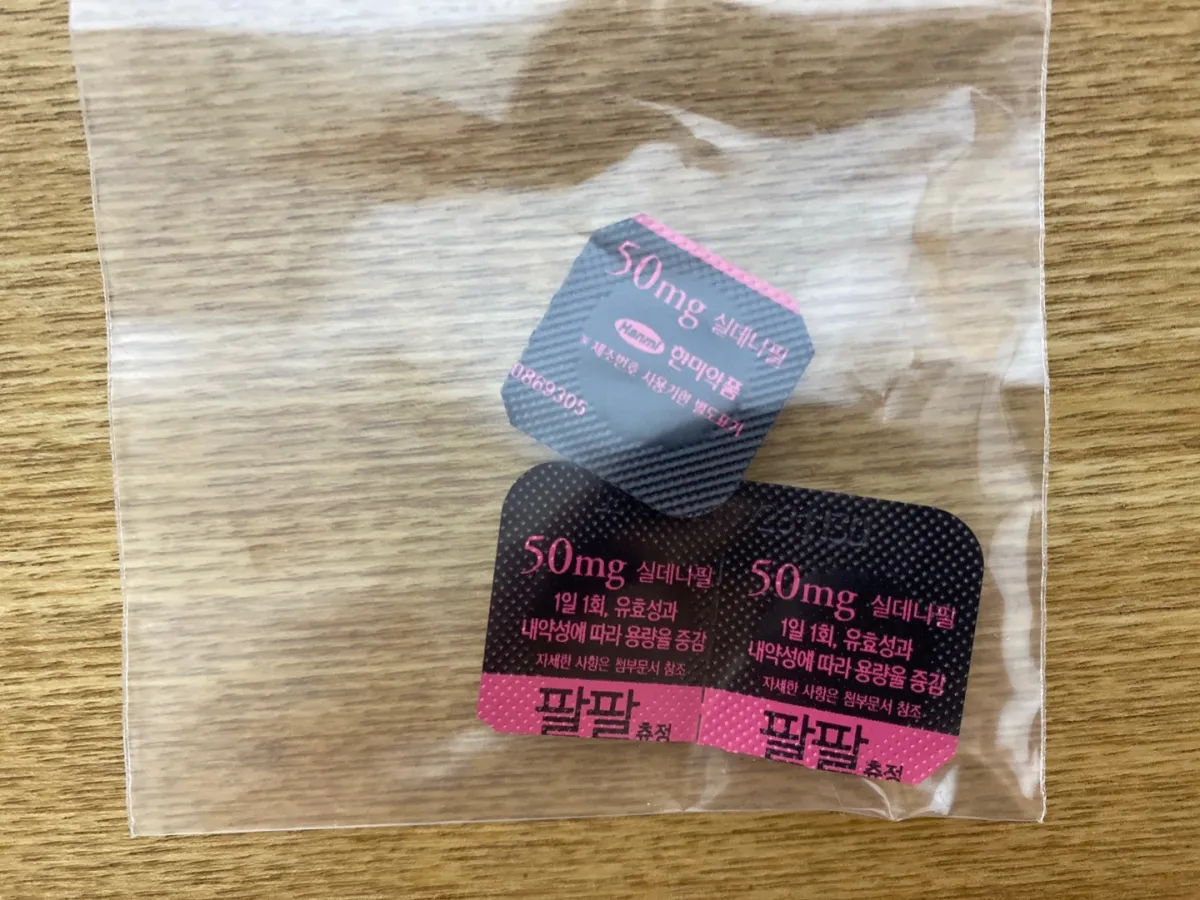 50mg 실데나필
Hanmi 한미약품
※ 제조번호 사용기한 별도표기
0869305
50mg 실데나필
1일 1회, 유효성과
내약성에 따라 용량을 증감
자세한 사항은 첨부문서 참조
팔팔츄정
50mg 실데나필
1일 1회, 유효성과
내약성에 따라 용량을 증감
자세한 사항은 첨부문서 참조
팔팔츄정